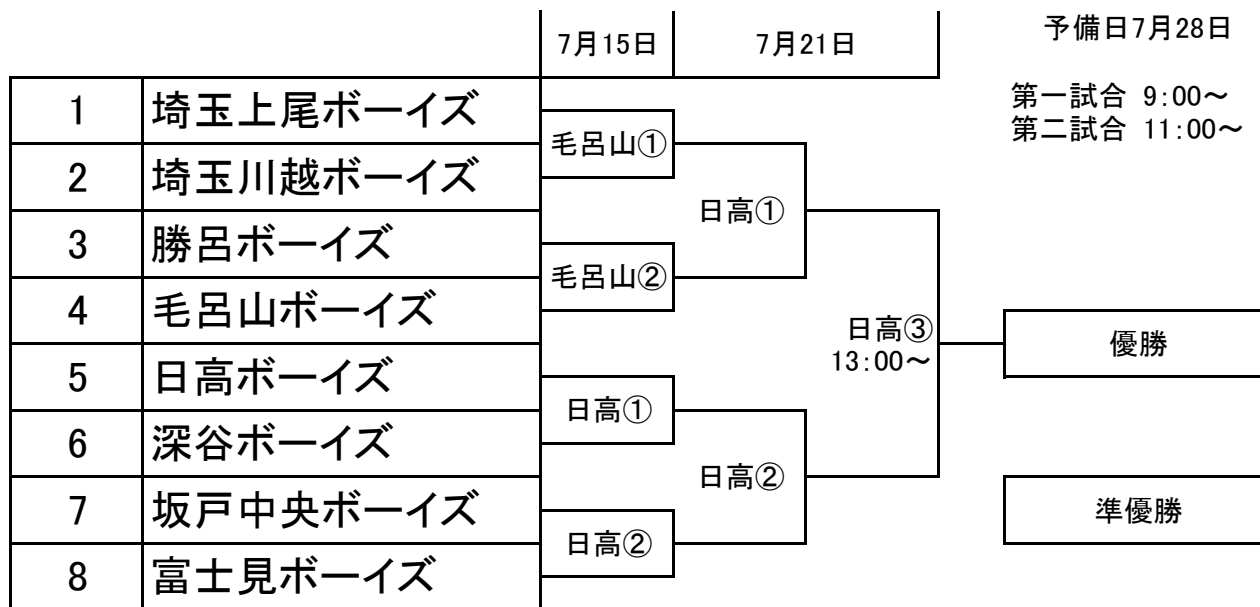 7月15日
7月21日
予備日7月28日
第一試合 9:00～
第二試合 11:00～
1 埼玉上尾ボーイズ
2 埼玉川越ボーイズ
3 勝呂ボーイズ
4 毛呂山ボーイズ
5 日高ボーイズ
6 深谷ボーイズ
7 坂戸中央ボーイズ
8 富士見ボーイズ
毛呂山①
毛呂山②
日高①
日高②
日高①
日高②
日高③
13:00～
優勝
準優勝